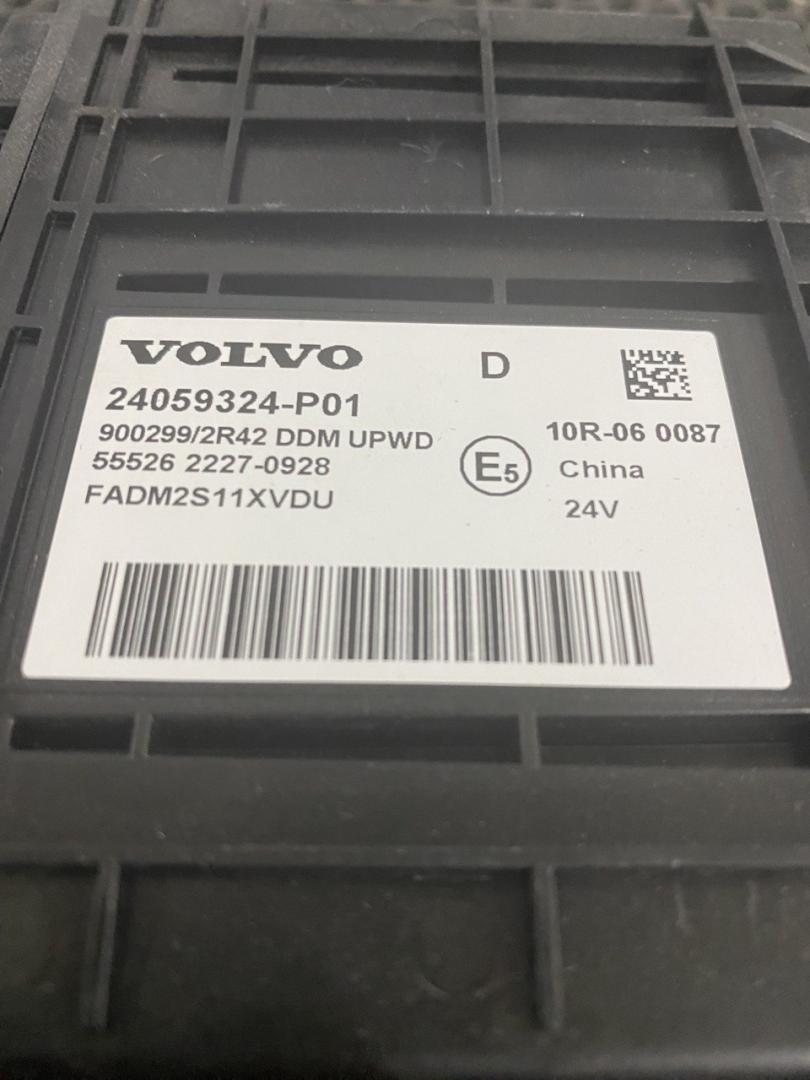 VOLVO
D
24059324-P01
900299/2R42 DDM UPWD
10R-06 0087
55526 2227-0928
E5
China
FADM2S11XVDU
24V